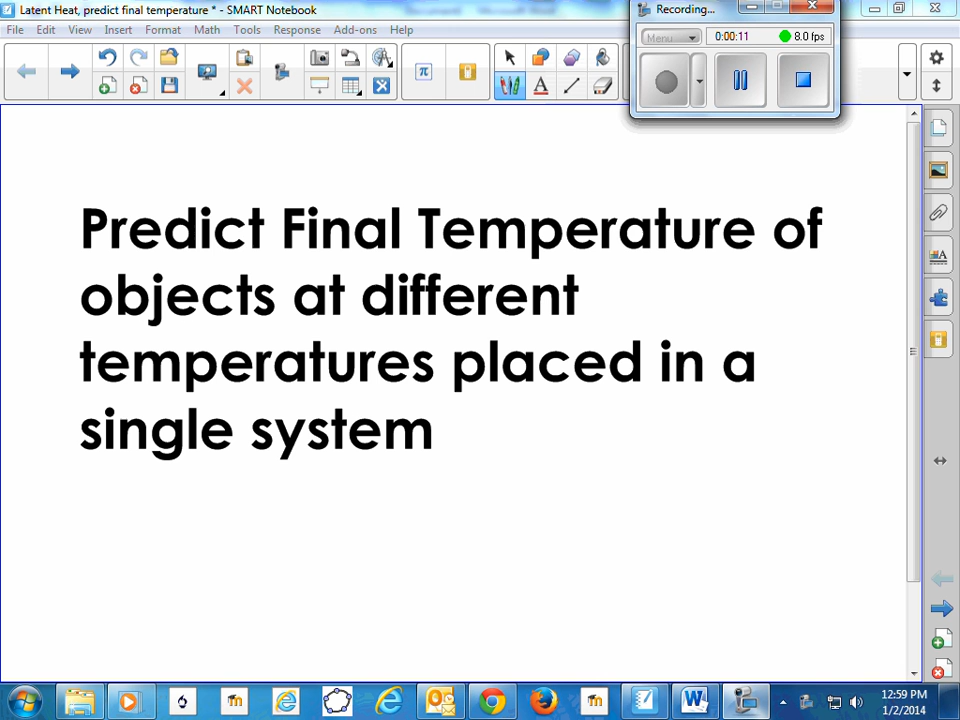 Latent Heat, predict final temperature * - SMART Notebook
Recording...
File Edit View Insert Format Math Tools Response Add-ons Help
Menu 0:00:11 8.0 fps
Predict Final Temperature of
objects at different
temperatures placed in a
single system
12:59 PM
1/2/2014